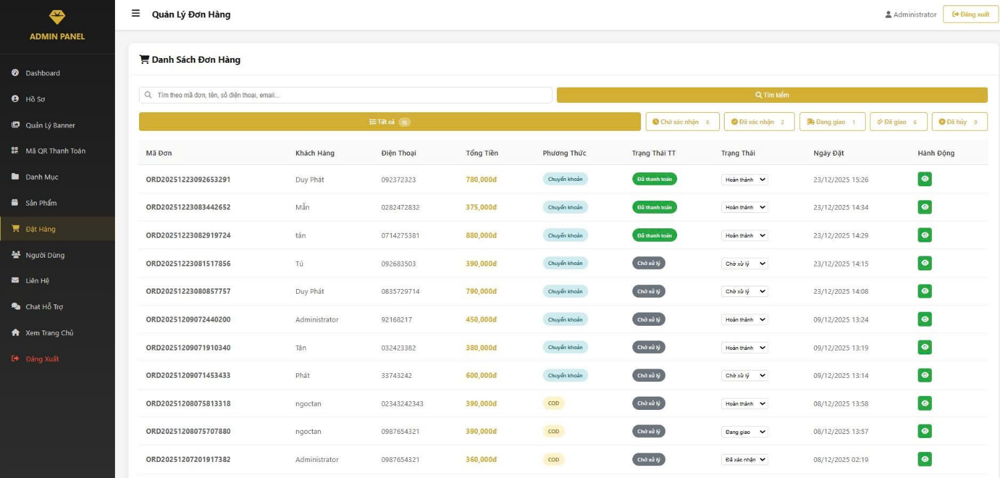 Quản Lý Đơn Hàng
Administrator
Đăng xuất
ADMIN PANEL
Dashboard
Hồ Sơ
Quản Lý Banner
Mã QR Thanh Toán
Danh Mục
Sản Phẩm
Đặt Hàng
Người Dùng
Liên Hệ
Chat Hỗ Trợ
Xem Trang Chủ
Đăng Xuất
Danh Sách Đơn Hàng
Tìm theo mã đơn, tên, số điện thoại, email...
Tìm kiếm
Tất cả 15 Chờ xác nhận 6 Đã xác nhận 2 Đang giao 1 Đã giao 6 Đã hủy 0
Mã Đơn Khách Hàng Điện Thoại Tổng Tiền Phương Thức Trạng Thái TT Trạng Thái Ngày Đặt Hành Động
ORD20251223092653291 Duy Phát 092372323 780,000đ Chuyển khoản Đã thanh toán Hoàn thành 23/12/2025 15:26
ORD20251223083442652 Mẫn 0282472832 375,000đ Chuyển khoản Đã thanh toán Hoàn thành 23/12/2025 14:34
ORD20251223082919724 tân 0714275381 880,000đ Chuyển khoản Đã thanh toán Hoàn thành 23/12/2025 14:29
ORD20251223081517856 Tú 092683503 390,000đ Chuyển khoản Chờ xử lý Chờ xử lý 23/12/2025 14:15
ORD20251223080857757 Duy Phát 0835729714 790,000đ Chuyển khoản Chờ xử lý Chờ xử lý 23/12/2025 14:08
ORD20251209072440200 Administrator 92168217 450,000đ Chuyển khoản Chờ xử lý Hoàn thành 09/12/2025 13:24
ORD20251209071910340 Tân 032423382 380,000đ Chuyển khoản Chờ xử lý Hoàn thành 09/12/2025 13:19
ORD20251209071453433 Phát 33743242 600,000đ Chuyển khoản Chờ xử lý Chờ xử lý 09/12/2025 13:14
ORD20251208075813318 ngoctan 02343242343 390,000đ COD Chờ xử lý Hoàn thành 08/12/2025 13:58
ORD20251208075707880 ngoctan 0987654321 390,000đ COD Chờ xử lý Đang giao 08/12/2025 13:57
ORD20251207201917382 Administrator 0987654321 360,000đ COD Chờ xử lý Đã xác nhận 08/12/2025 02:19